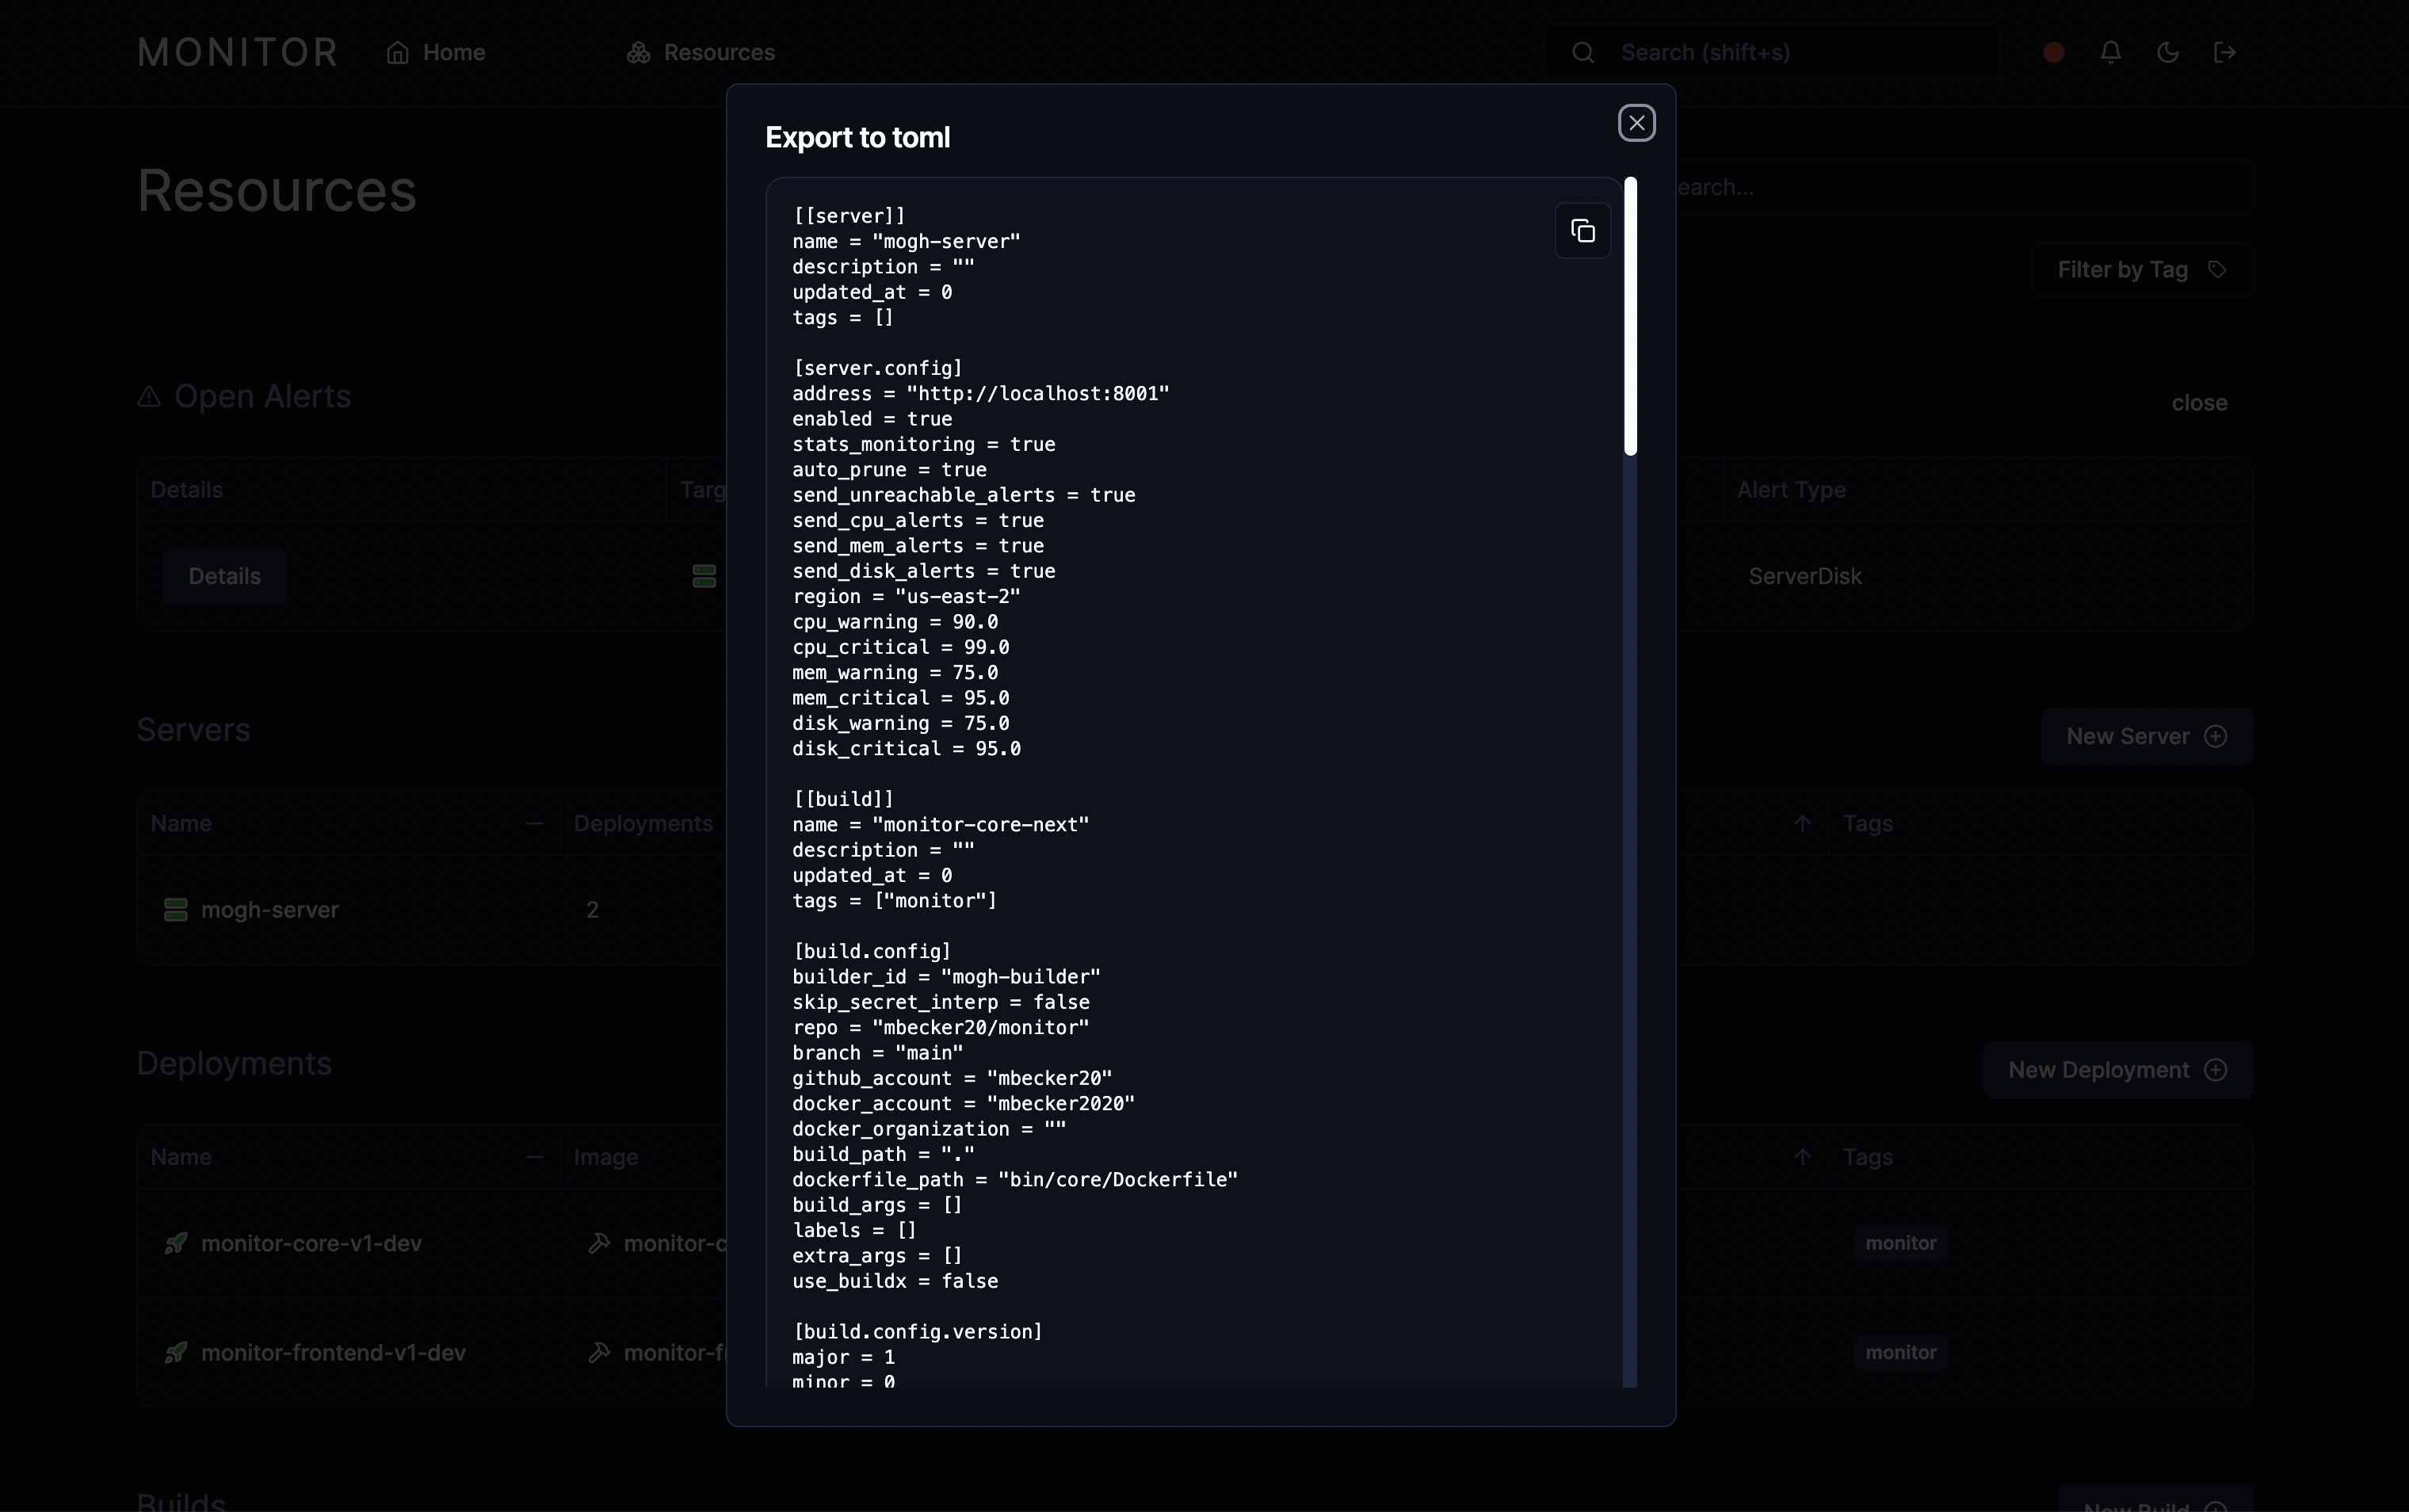 MONITOR
Home
Resources
Search (shift+s)
Resources
earch...
Filter by Tag
Open Alerts
close
Details
Targ
Alert Type
Details
ServerDisk
Servers
New Server
Name
Deployments
Tags
mogh-server
2
Deployments
New Deployment
Name
Image
Tags
monitor-core-v1-dev
monitor-c
monitor
monitor-frontend-v1-dev
monitor-f
monitor
Builds
New Build
Export to toml
[[server]]
name = "mogh-server"
description = ""
updated_at = 0
tags = []
[server.config]
address = "http://localhost:8001"
enabled = true
stats_monitoring = true
auto_prune = true
send_unreachable_alerts = true
send_cpu_alerts = true
send_mem_alerts = true
send_disk_alerts = true
region = "us-east-2"
cpu_warning = 90.0
cpu_critical = 99.0
mem_warning = 75.0
mem_critical = 95.0
disk_warning = 75.0
disk_critical = 95.0
[[build]]
name = "monitor-core-next"
description = ""
updated_at = 0
tags = ["monitor"]
[build.config]
builder_id = "mogh-builder"
skip_secret_interp = false
repo = "mbecker20/monitor"
branch = "main"
github_account = "mbecker20"
docker_account = "mbecker2020"
docker_organization = ""
build_path = "."
dockerfile_path = "bin/core/Dockerfile"
build_args = []
labels = []
extra_args = []
use_buildx = false
[build.config.version]
major = 1
minor = 0